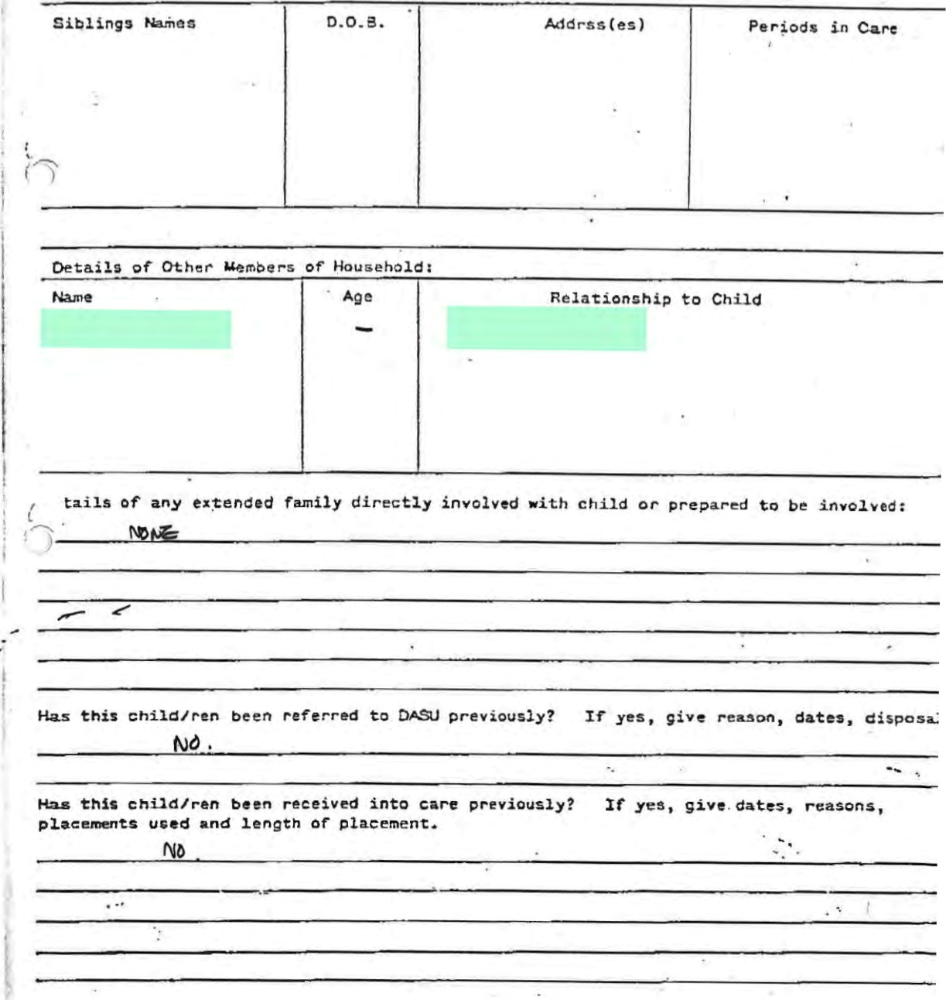 Siblings Names D.O.B. Addrss(es) Periods in Care
Details of Other Members of Household:
Name Age Relationship to Child
—
tails of any extended family directly involved with child or prepared to be involved:
NONE
Has this child/ren been referred to DASU previously? If yes, give reason, dates, disposal
NO.
Has this child/ren been received into care previously? If yes, give dates, reasons,
placements used and length of placement.
NO.